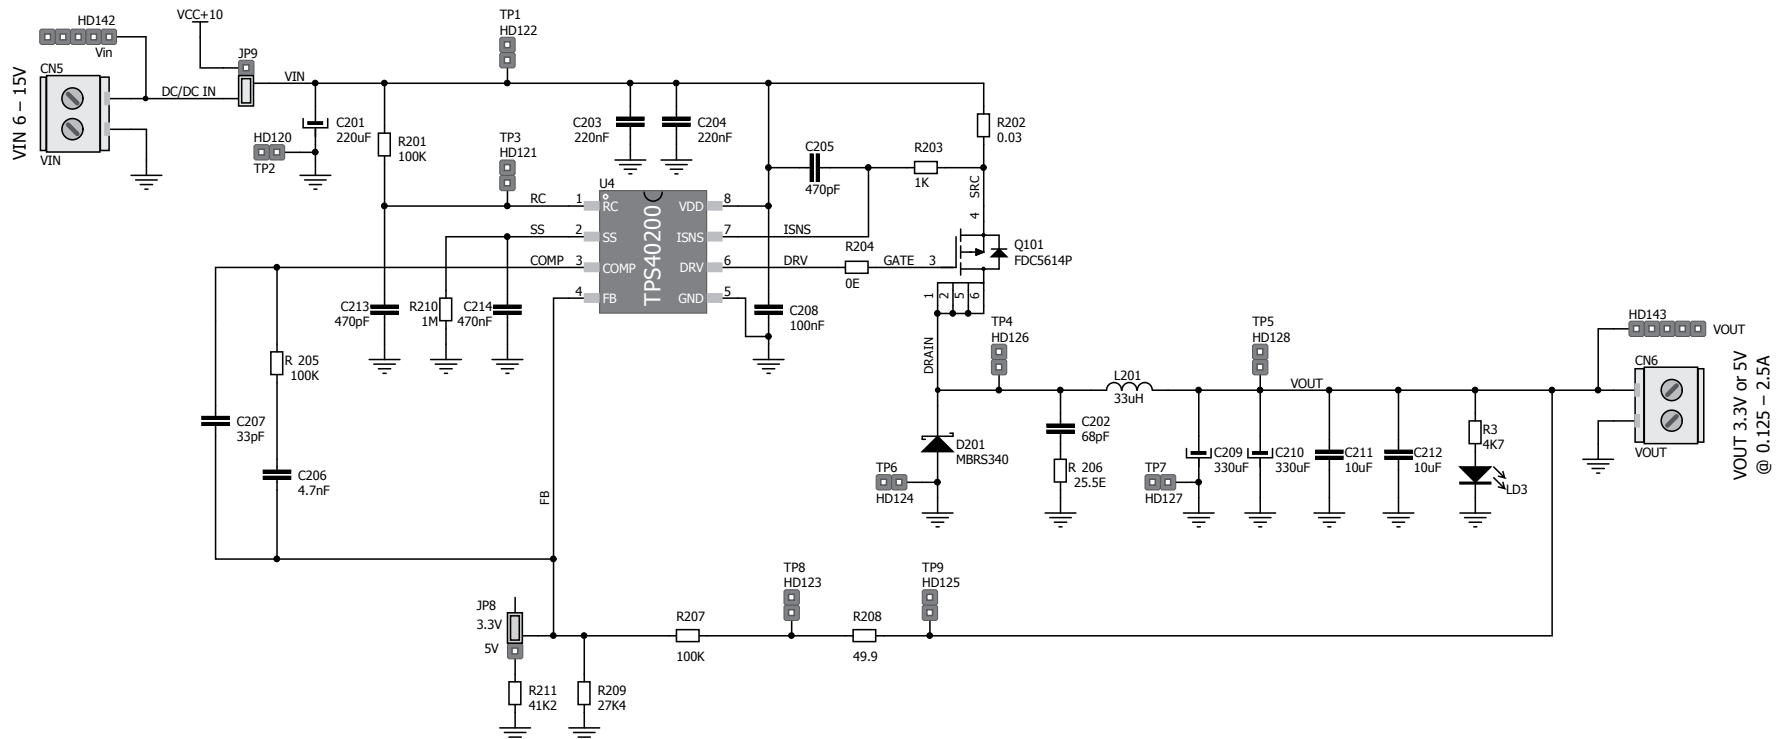 HD142
Vin
VCC+10
JP9
VIN 6 – 15V
CN5
VIN
DC/DC IN
VIN
TP1
HD122
C201
220uF
HD120
TP2
R201
100K
TP3
HD121
C203
220nF
C204
220nF
C205
470pF
R203
1K
R202
0.03
SRC
4
U4
TPS40200
RC
1
RC
SS
2
SS
COMP
3
COMP
4
FB
VDD
8
ISNS
7
ISNS
DRV
6
DRV
GND
5
R204
0E
GATE
3
Q101
FDC5614P
1
2
5
6
DRAIN
C213
470pF
R210
1M
C214
470nF
C208
100nF
R 205
100K
C207
33pF
C206
4.7nF
FB
TP4
HD126
L201
33uH
TP5
HD128
VOUT
HD143
VOUT
CN6
VOUT
VOUT 3.3V or 5V
@ 0.125 – 2.5A
D201
MBRS340
TP6
HD124
C202
68pF
R 206
25.5E
TP7
HD127
C209
330uF
C210
330uF
C211
10uF
C212
10uF
R3
4K7
LD3
JP8
3.3V
5V
R211
41K2
R209
27K4
R207
100K
TP8
HD123
R208
49.9
TP9
HD125